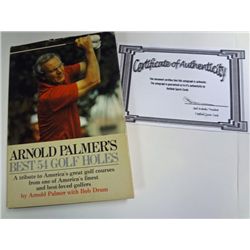 ARNOLD PALMER'S
BEST 54 GOLF HOLES
A tribute to America's great golf courses
from one of America's finest
and best-loved golfers
by Arnold Palmer with Bob Drum
Certificate of Authenticity